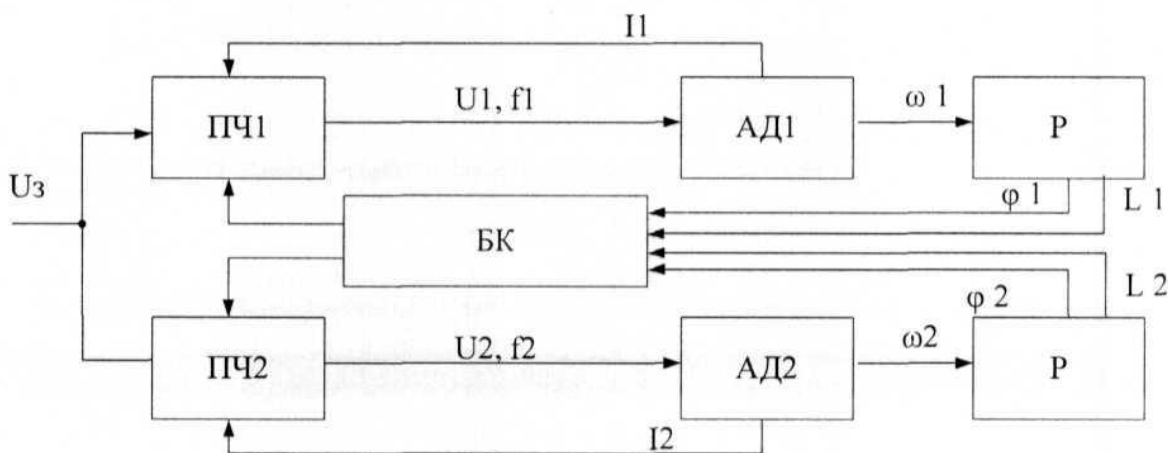 I1
U1, f1
ω 1
ПЧ1
АД1
Р
Uз
φ 1
L 1
БК
L 2
φ 2
U2, f2
ω2
ПЧ2
АД2
Р
I2